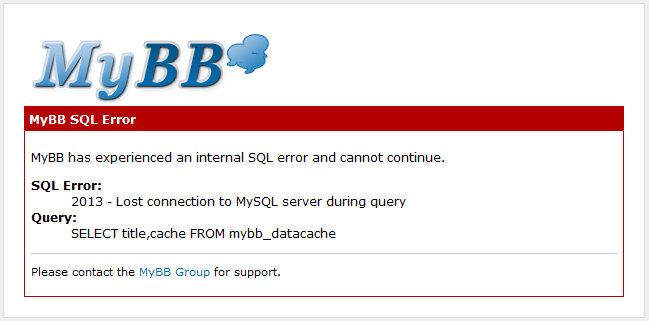 MyBB
MyBB SQL Error
MyBB has experienced an internal SQL error and cannot continue.
SQL Error:
2013 - Lost connection to MySQL server during query
Query:
SELECT title,cache FROM mybb_datacache
Please contact the MyBB Group for support.